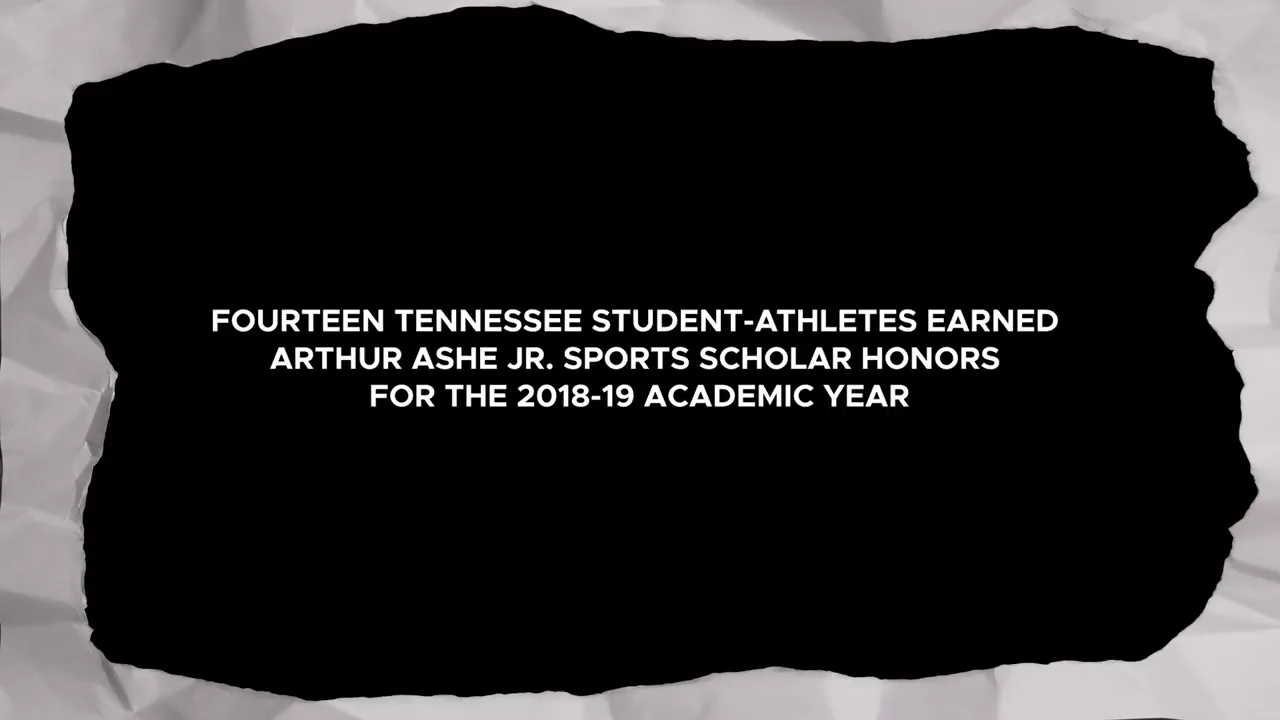 FOURTEEN TENNESSEE STUDENT-ATHLETES EARNED
ARTHUR ASHE JR. SPORTS SCHOLAR HONORS
FOR THE 2018-19 ACADEMIC YEAR